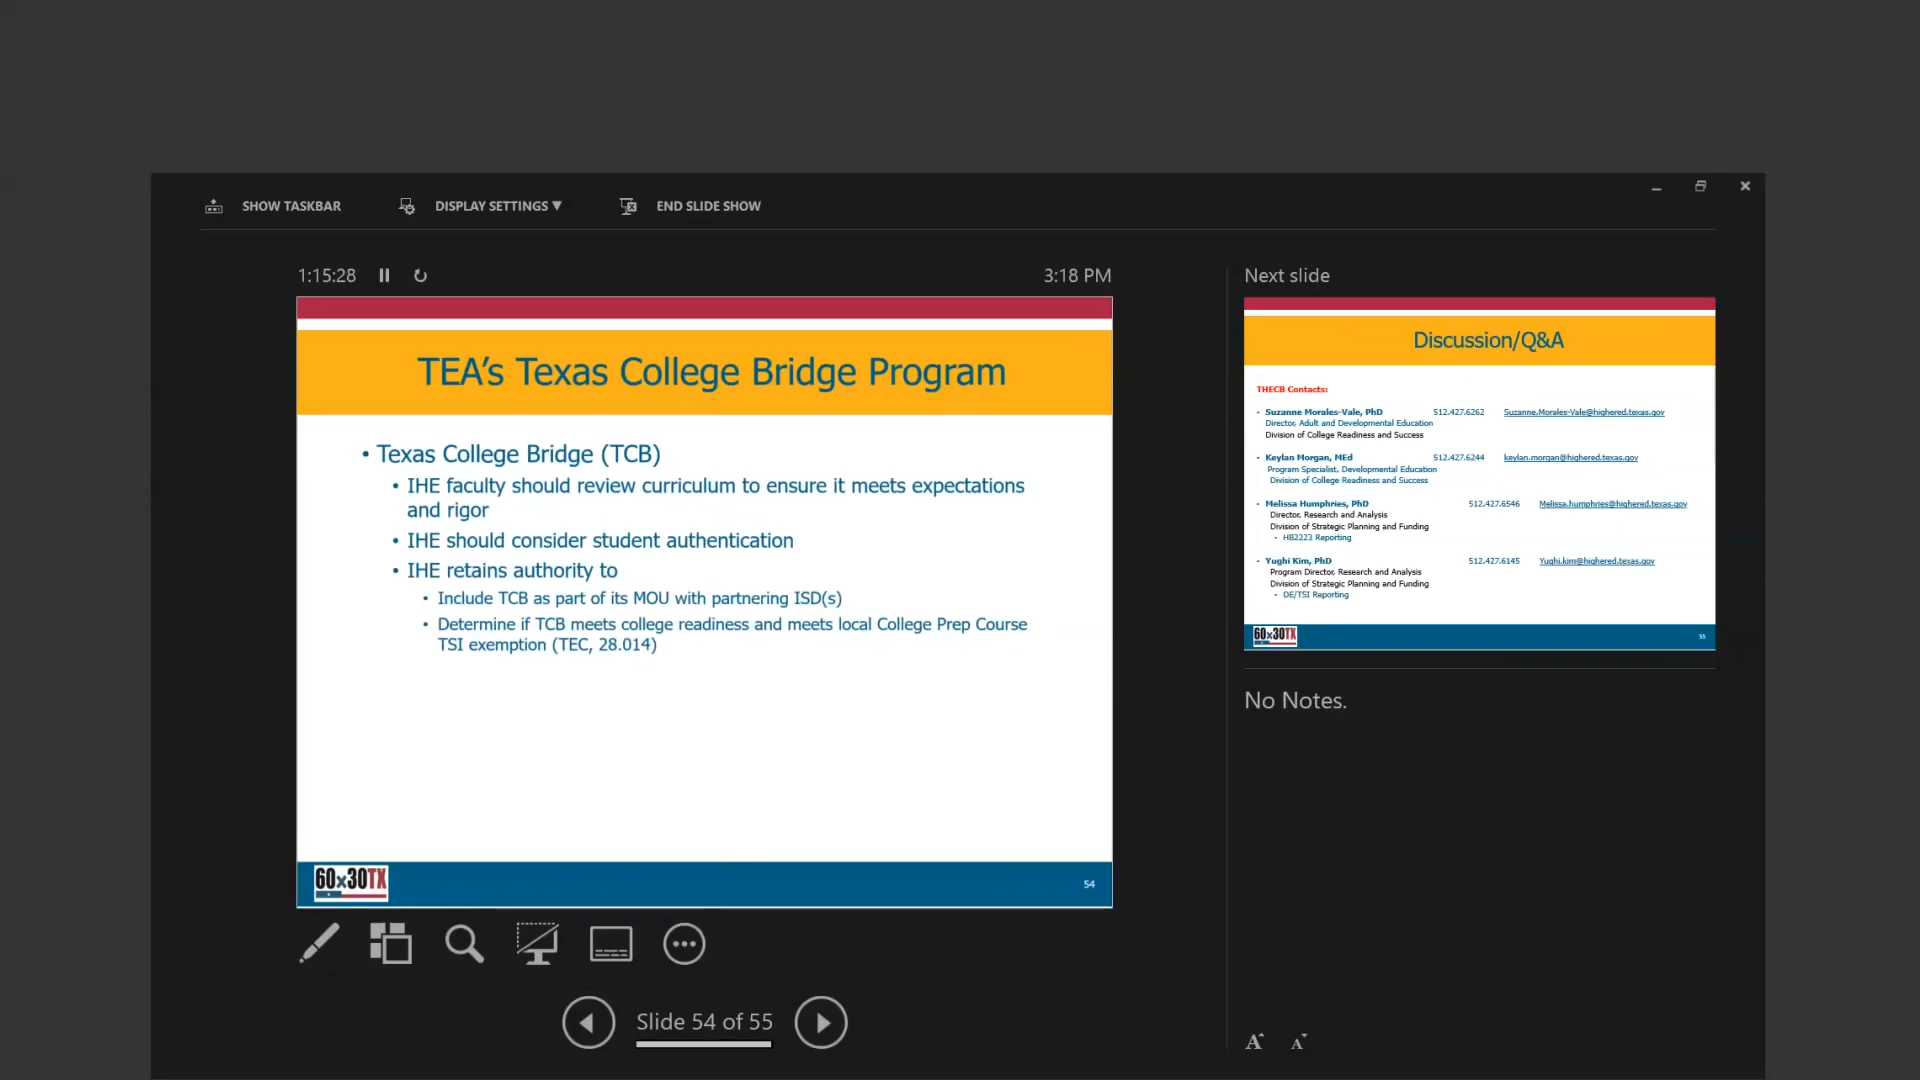 SHOW TASKBAR
DISPLAY SETTINGS ▼
END SLIDE SHOW
1:15:28
3:18 PM
TEA’s Texas College Bridge Program
• Texas College Bridge (TCB)
• IHE faculty should review curriculum to ensure it meets expectations
and rigor
• IHE should consider student authentication
• IHE retains authority to
• Include TCB as part of its MOU with partnering ISD(s)
• Determine if TCB meets college readiness and meets local College Prep Course
TSI exemption (TEC, 28.014)
60x30TX
54
Slide 54 of 55
Next slide
Discussion/Q&A
THECB Contacts:
- Suzanne Morales-Vale, PhD 512.427.6262 Suzanne.Morales-Vale@highered.texas.gov
Director, Adult and Developmental Education
Division of College Readiness and Success
- Keylan Morgan, MEd 512.427.6244 keylan.morgan@highered.texas.gov
Program Specialist, Developmental Education
Division of College Readiness and Success
- Melissa Humphries, PhD 512.427.6546 Melissa.humphries@highered.texas.gov
Director, Research and Analysis
Division of Strategic Planning and Funding
- HB2223 Reporting
- Yughi Kim, PhD 512.427.6145 Yughi.kim@highered.texas.gov
Program Director, Research and Analysis
Division of Strategic Planning and Funding
- DE/TSI Reporting
60x30TX
55
No Notes.
A A